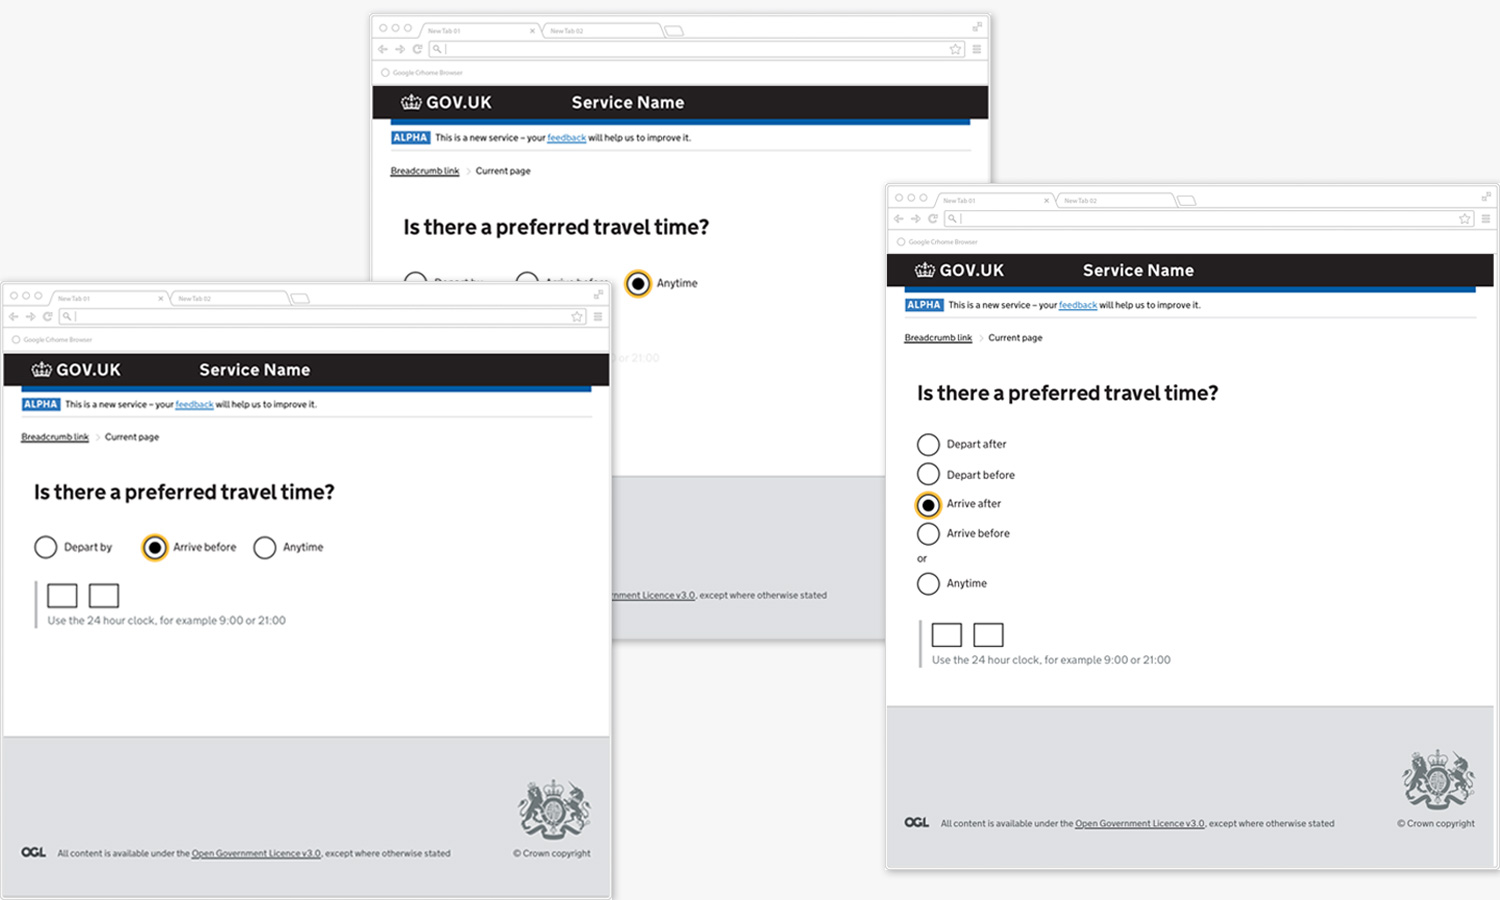 New Tab 01
New Tab 02
Google Crhome Browser
GOV.UK Service Name
ALPHA This is a new service – your feedback will help us to improve it.
Breadcrumb link Current page
Is there a preferred travel time?
Anytime
or 21:00
nment Licence v3.0, except where otherwise stated
New Tab 01
New Tab 02
Google Crhome Browser
GOV.UK Service Name
ALPHA This is a new service – your feedback will help us to improve it.
Breadcrumb link Current page
Is there a preferred travel time?
Depart by Arrive before Anytime
Use the 24 hour clock, for example 9:00 or 21:00
OGL All content is available under the Open Government Licence v3.0, except where otherwise stated
© Crown copyright
New Tab 01
New Tab 02
Google Crhome Browser
GOV.UK Service Name
ALPHA This is a new service – your feedback will help us to improve it.
Breadcrumb link Current page
Is there a preferred travel time?
Depart after
Depart before
Arrive after
Arrive before
or
Anytime
Use the 24 hour clock, for example 9:00 or 21:00
OGL All content is available under the Open Government Licence v3.0, except where otherwise stated
© Crown copyright